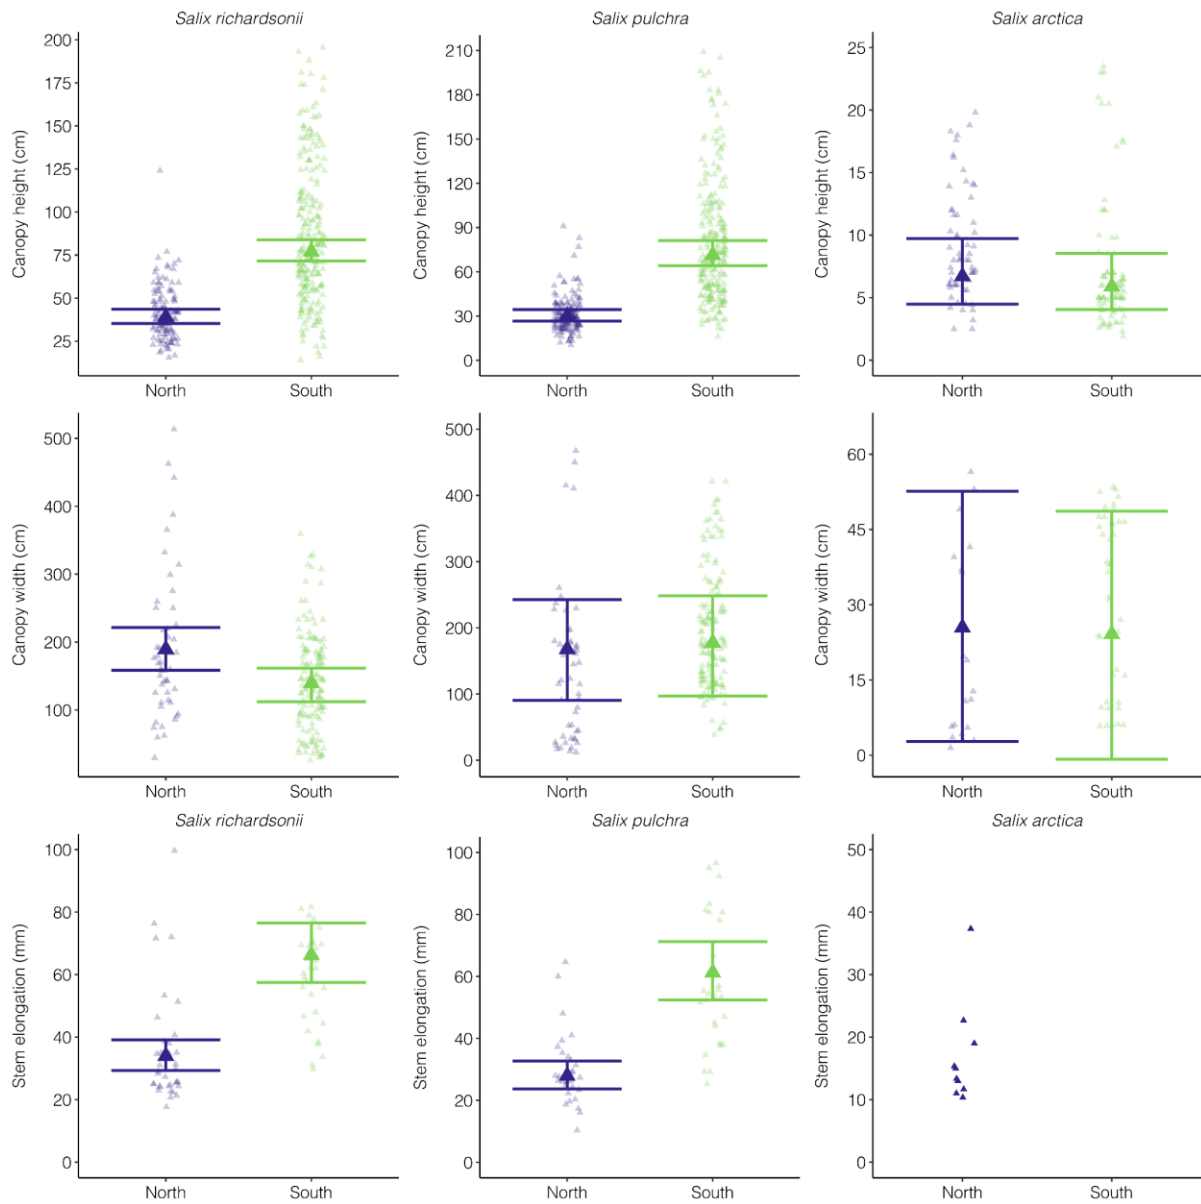 Salix richardsonii
Canopy height (cm)
200
175
150
125
100
75
50
25
North South
Salix pulchra
Canopy height (cm)
210
180
150
120
90
60
30
0
North South
Salix arctica
Canopy height (cm)
25
20
15
10
5
0
North South
Canopy width (cm)
500
400
300
200
100
North South
Canopy width (cm)
500
400
300
200
100
0
North South
Canopy width (cm)
60
45
30
15
0
North South
Salix richardsonii
Stem elongation (mm)
100
80
60
40
20
0
North South
Salix pulchra
Stem elongation (mm)
100
80
60
40
20
0
North South
Salix arctica
Stem elongation (mm)
50
40
30
20
10
0
North South